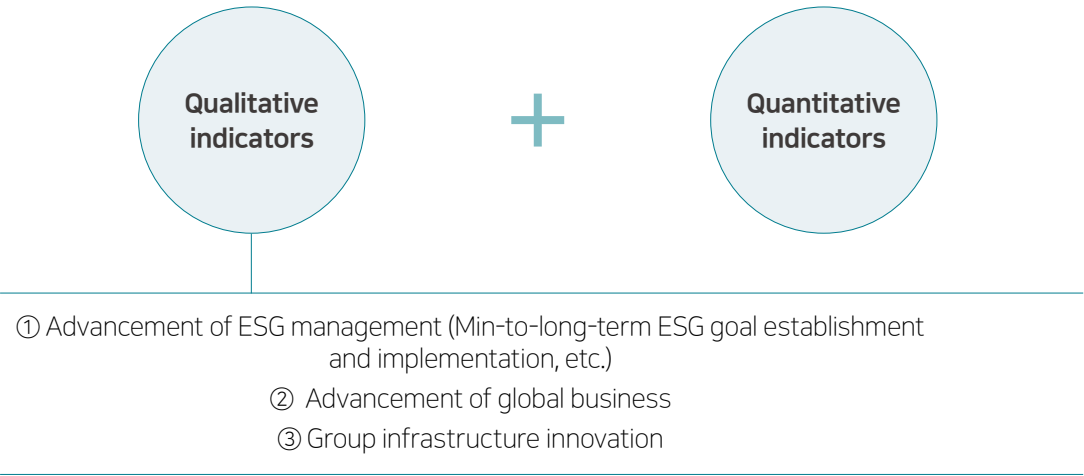 Qualitative
indicators
+
Quantitative
indicators
① Advancement of ESG management (Min-to-long-term ESG goal establishment
and implementation, etc.)
② Advancement of global business
③ Group infrastructure innovation